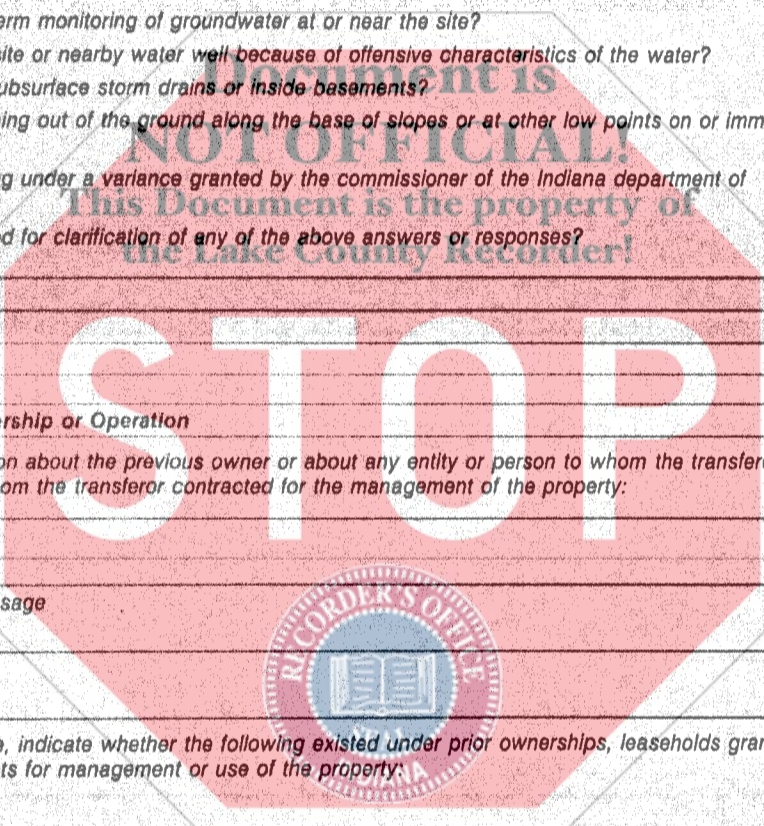 erm monitoring of groundwater at or near the site?
site or nearby water well because of offensive characteristics of the water?
Document is
ubsurface storm drains or inside basements?
ing out of the ground along the base of slopes or at other low points on or imm
NOT OFFICIAL!
g under a variance granted by the commissioner of the Indiana department of
This Document is the property of
d for clarification of any of the above answers or responses?
the Lake County Recorder!
STOP
ership or Operation
on about the previous owner or about any entity or person to whom the transfer
om the transferor contracted for the management of the property:
RECORDER'S OFFICE
sage
SEAL
e, indicate whether the following existed under prior ownerships, leaseholds gran
ts for management or use of the property:
INDIANA